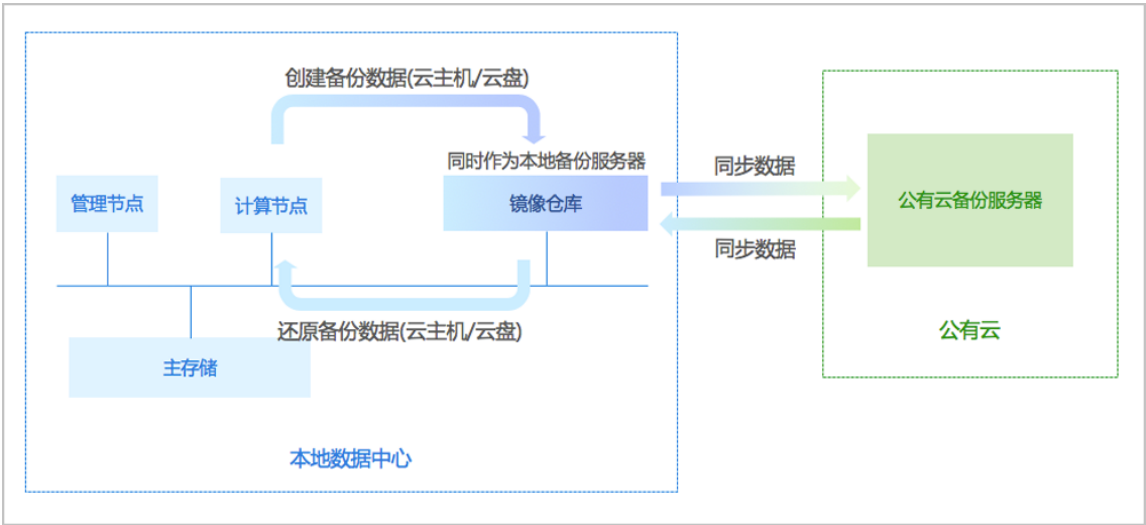 创建备份数据(云主机/云盘)
同时作为本地备份服务器
管理节点
计算节点
镜像仓库
还原备份数据(云主机/云盘)
主存储
本地数据中心
同步数据
同步数据
公有云备份服务器
公有云